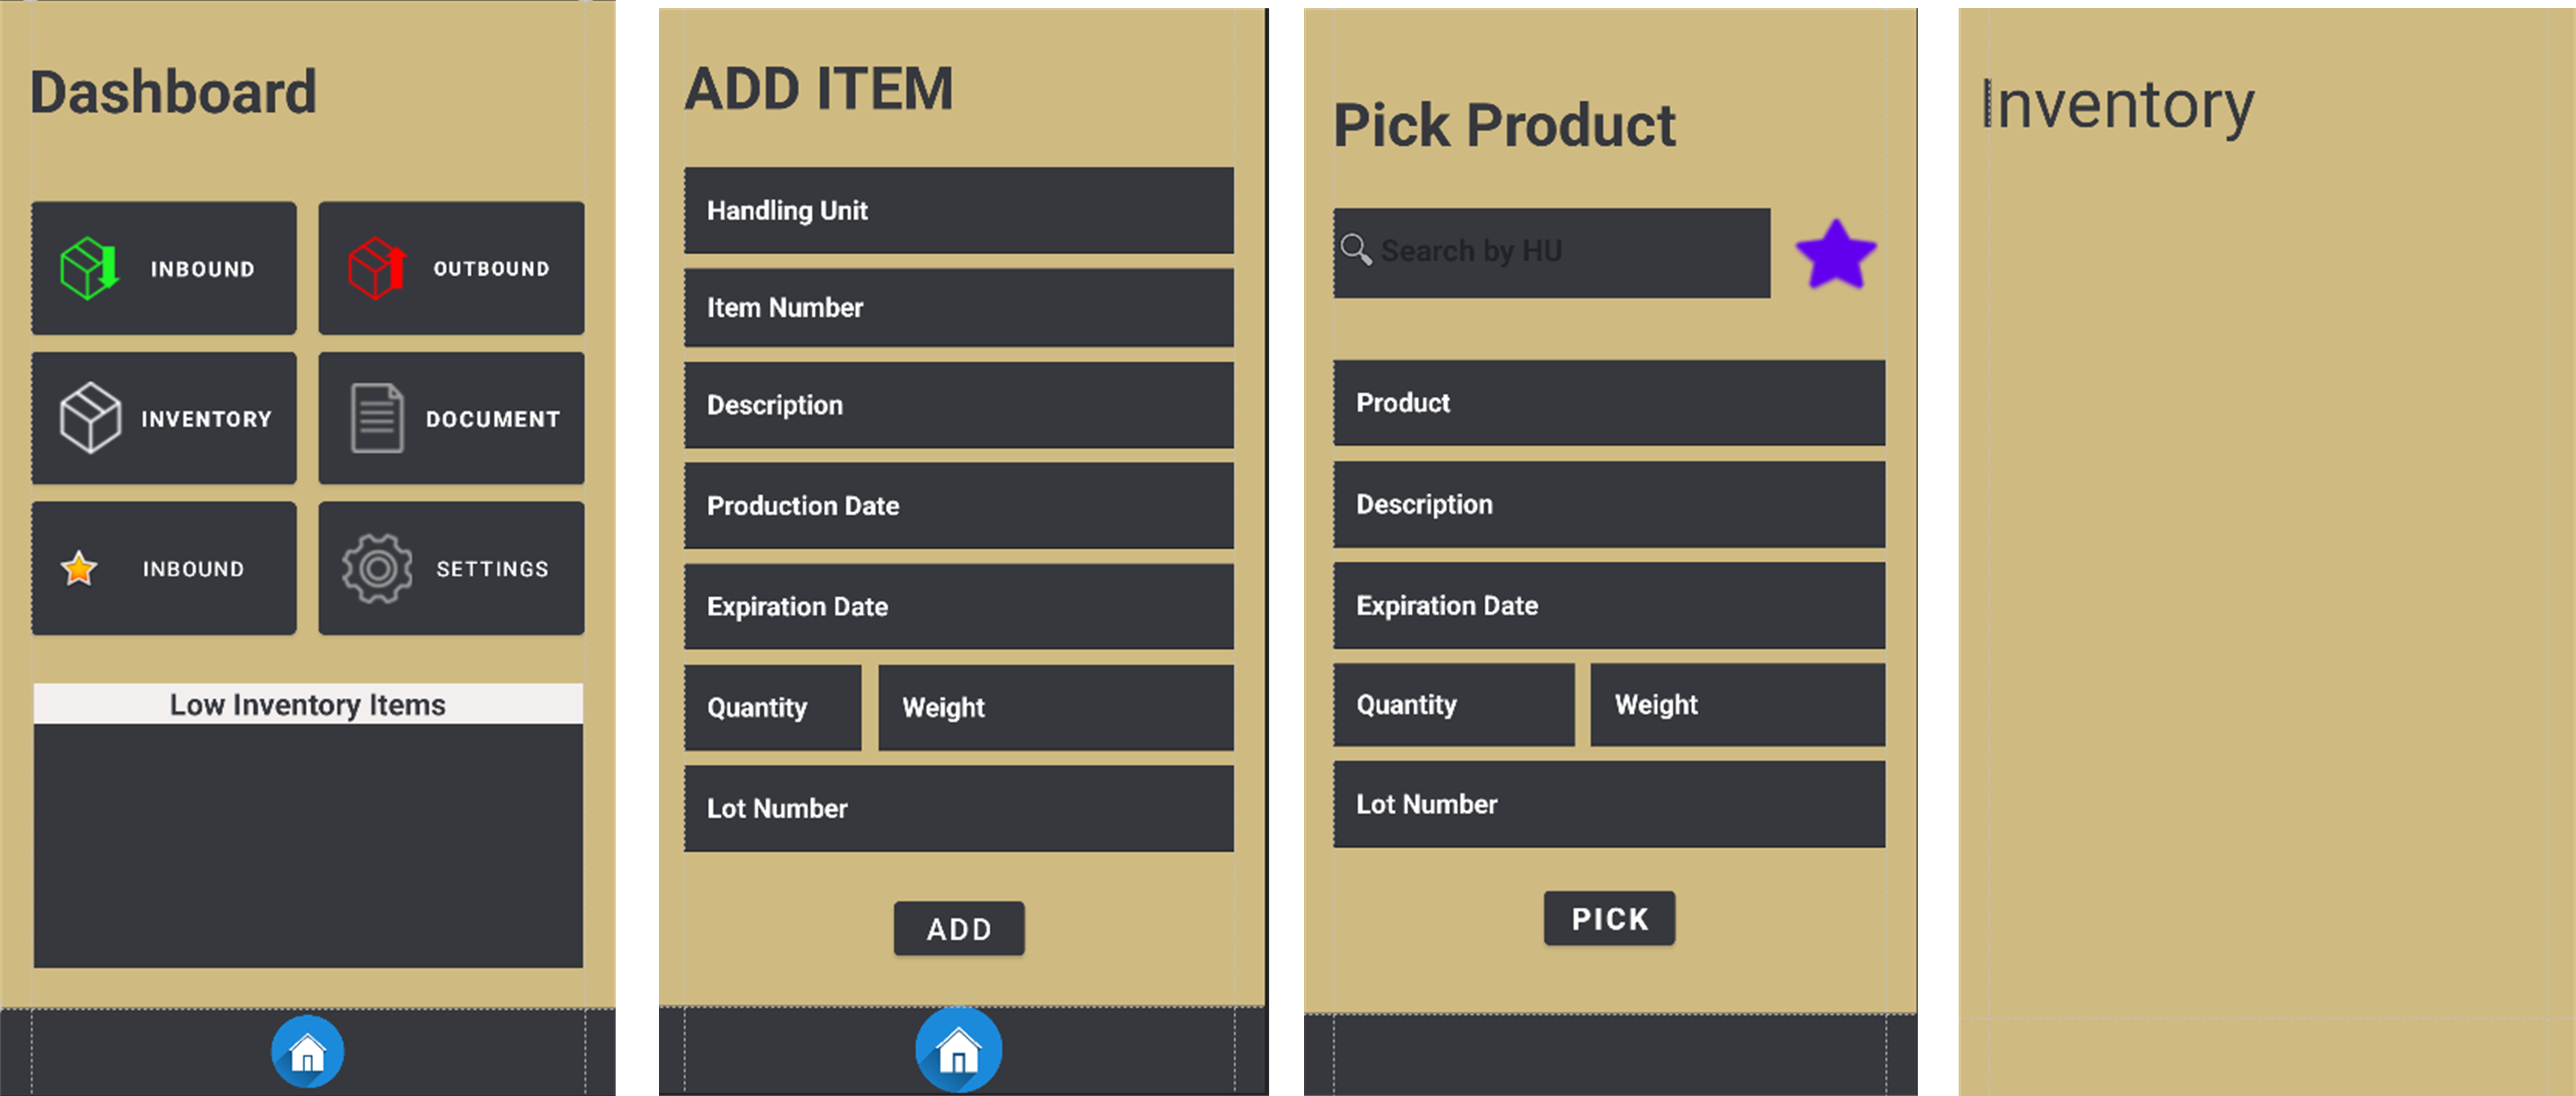 Dashboard
INBOUND
OUTBOUND
INVENTORY
DOCUMENT
INBOUND
SETTINGS
Low Inventory Items
ADD ITEM
Handling Unit
Item Number
Description
Production Date
Expiration Date
Quantity
Weight
Lot Number
ADD
Pick Product
Search by HU
Product
Description
Expiration Date
Quantity
Weight
Lot Number
PICK
Inventory